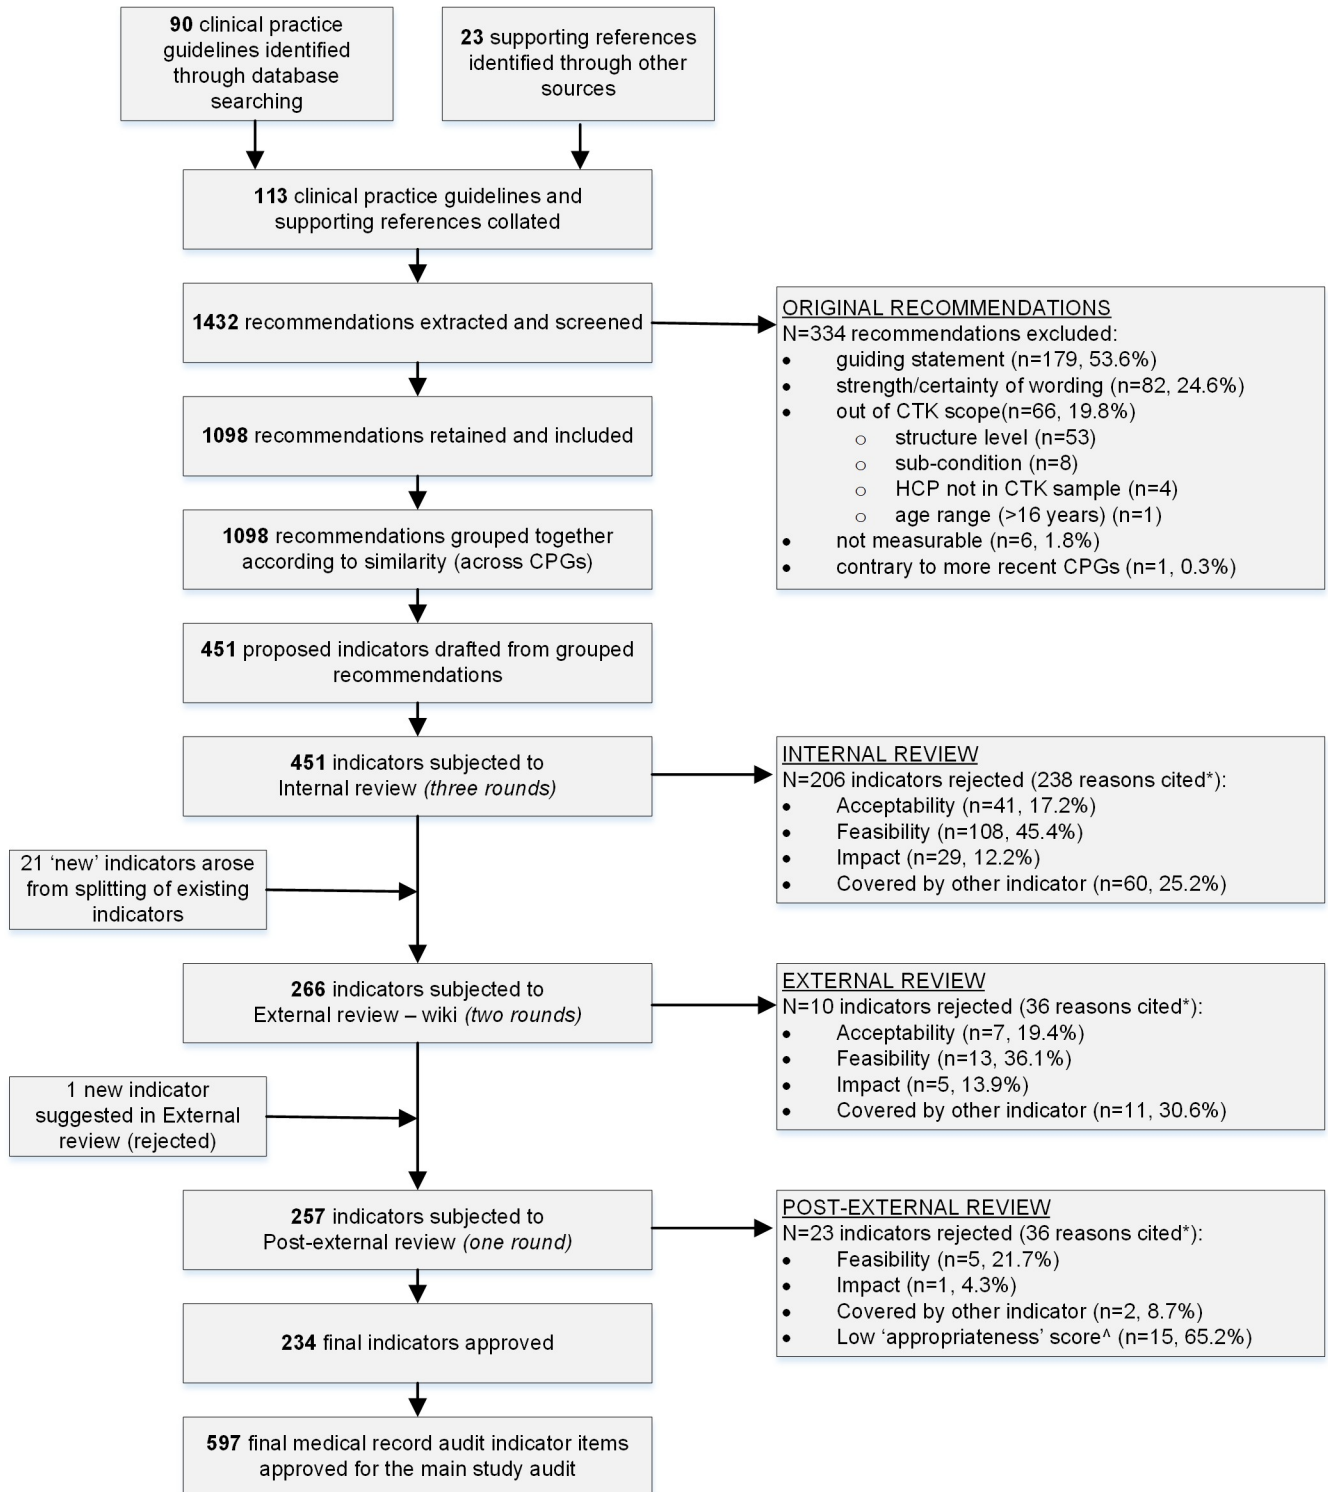 90 clinical practice
guidelines identified
through database
searching
23 supporting references
identified through other
sources
113 clinical practice guidelines and
supporting references collated
1432 recommendations extracted and screened
ORIGINAL RECOMMENDATIONS
N=334 recommendations excluded:
• guiding statement (n=179, 53.6%)
• strength/certainty of wording (n=82, 24.6%)
• out of CTK scope(n=66, 19.8%)
o structure level (n=53)
o sub-condition (n=8)
o HCP not in CTK sample (n=4)
o age range (>16 years) (n=1)
• not measurable (n=6, 1.8%)
• contrary to more recent CPGs (n=1, 0.3%)
1098 recommendations retained and included
1098 recommendations grouped together
according to similarity (across CPGs)
451 proposed indicators drafted from grouped
recommendations
451 indicators subjected to
Internal review (three rounds)
INTERNAL REVIEW
N=206 indicators rejected (238 reasons cited*):
• Acceptability (n=41, 17.2%)
• Feasibility (n=108, 45.4%)
• Impact (n=29, 12.2%)
• Covered by other indicator (n=60, 25.2%)
21 ‘new’ indicators arose
from splitting of existing
indicators
266 indicators subjected to
External review – wiki (two rounds)
EXTERNAL REVIEW
N=10 indicators rejected (36 reasons cited*):
• Acceptability (n=7, 19.4%)
• Feasibility (n=13, 36.1%)
• Impact (n=5, 13.9%)
• Covered by other indicator (n=11, 30.6%)
1 new indicator
suggested in External
review (rejected)
257 indicators subjected to
Post-external review (one round)
POST-EXTERNAL REVIEW
N=23 indicators rejected (36 reasons cited*):
• Feasibility (n=5, 21.7%)
• Impact (n=1, 4.3%)
• Covered by other indicator (n=2, 8.7%)
• Low ‘appropriateness’ score^ (n=15, 65.2%)
234 final indicators approved
597 final medical record audit indicator items
approved for the main study audit